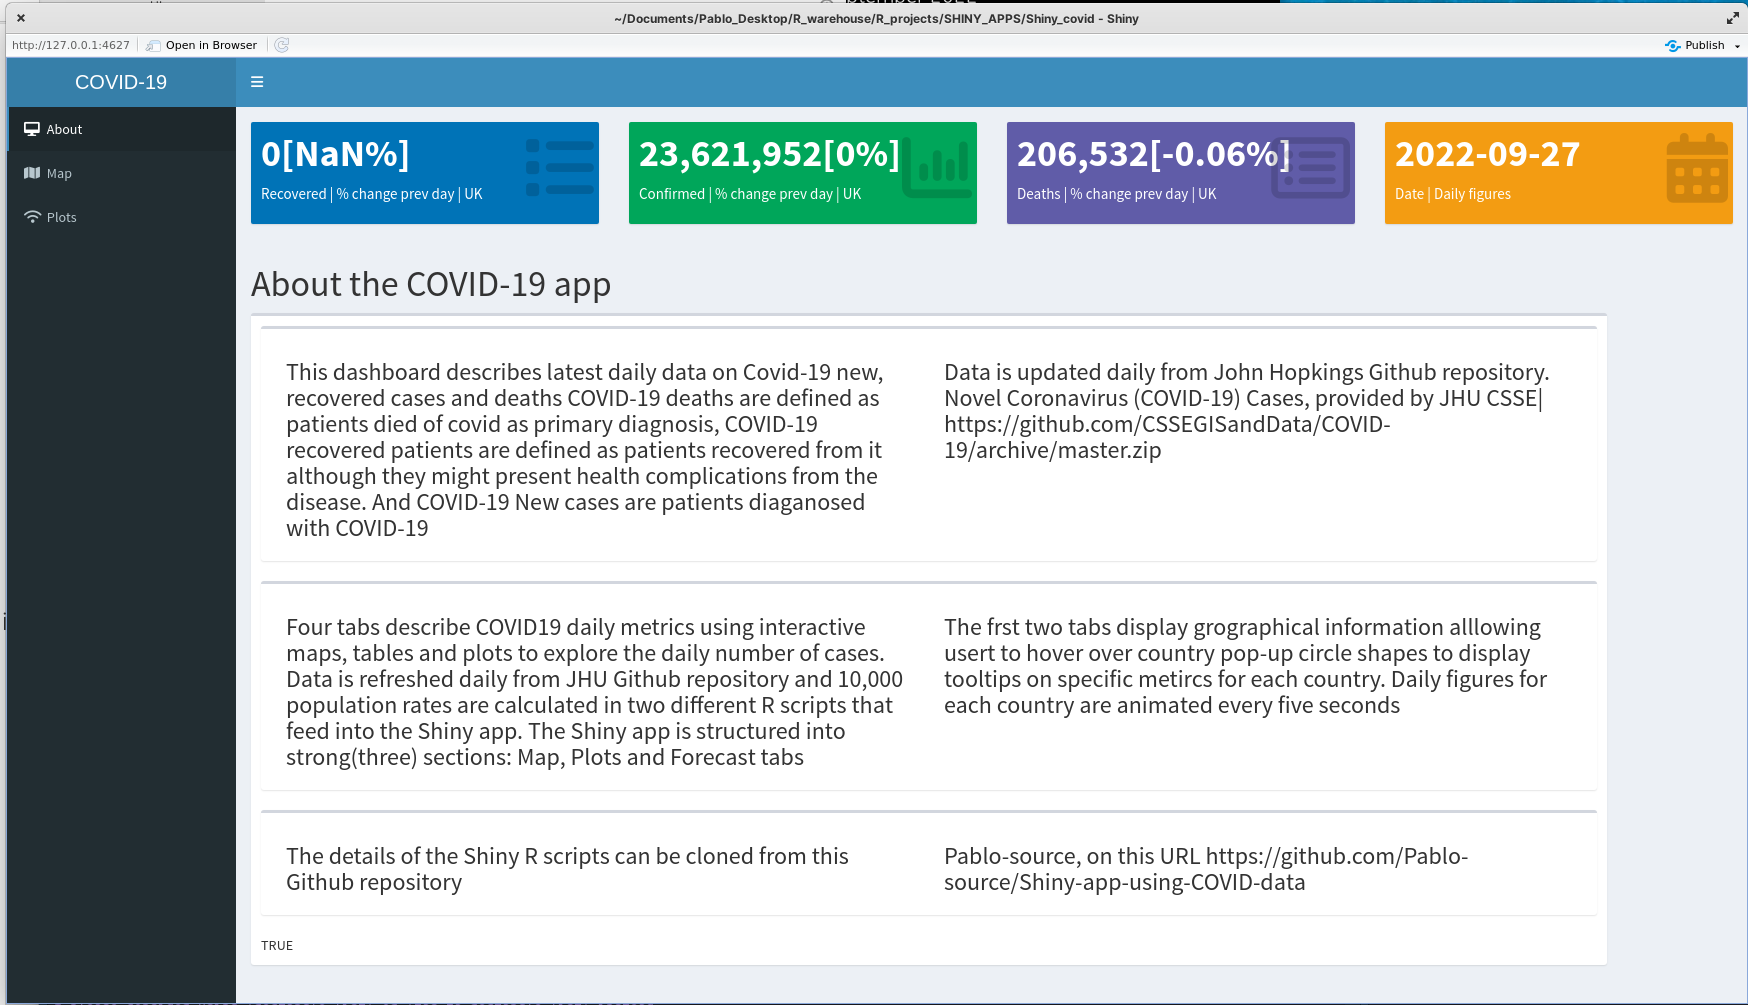 ~/Documents/Pablo_Desktop/R_warehouse/R_projects/SHINY_APPS/Shiny_covid - Shiny
http://127.0.0.1:4627
Open in Browser
Publish
COVID-19
About
Map
Plots
0[NaN%]
Recovered | % change prev day | UK
23,621,952[0%]
Confirmed | % change prev day | UK
206,532[-0.06%]
Deaths | % change prev day | UK
2022-09-27
Date | Daily figures
About the COVID-19 app
This dashboard describes latest daily data on Covid-19 new,
recovered cases and deaths COVID-19 deaths are defined as
patients died of covid as primary diagnosis, COVID-19
recovered patients are defined as patients recovered from it
although they might present health complications from the
disease. And COVID-19 New cases are patients diaganosed
with COVID-19
Data is updated daily from John Hopkings Github repository.
Novel Coronavirus (COVID-19) Cases, provided by JHU CSSE|
https://github.com/CSSEGISandData/COVID-
19/archive/master.zip
Four tabs describe COVID19 daily metrics using interactive
maps, tables and plots to explore the daily number of cases.
Data is refreshed daily from JHU Github repository and 10,000
population rates are calculated in two different R scripts that
feed into the Shiny app. The Shiny app is structured into
strong(three) sections: Map, Plots and Forecast tabs
The frst two tabs display grographical information alllowing
usert to hover over country pop-up circle shapes to display
tooltips on specific metircs for each country. Daily figures for
each country are animated every five seconds
The details of the Shiny R scripts can be cloned from this
Github repository
Pablo-source, on this URL https://github.com/Pablo-
source/Shiny-app-using-COVID-data
TRUE